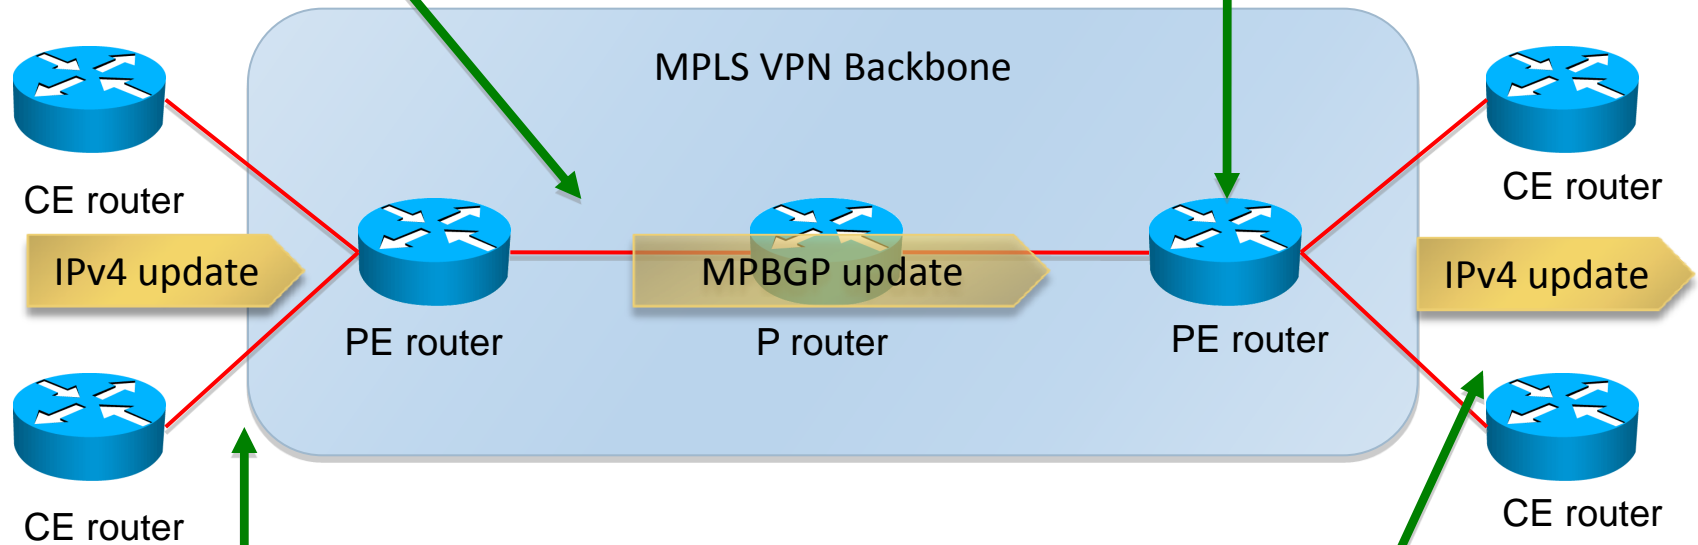 MPLS VPN Backbone
CE router
CE router
IPv4 update
MPBGP update
IPv4 update
PE router
P router
PE router
CE router
CE router